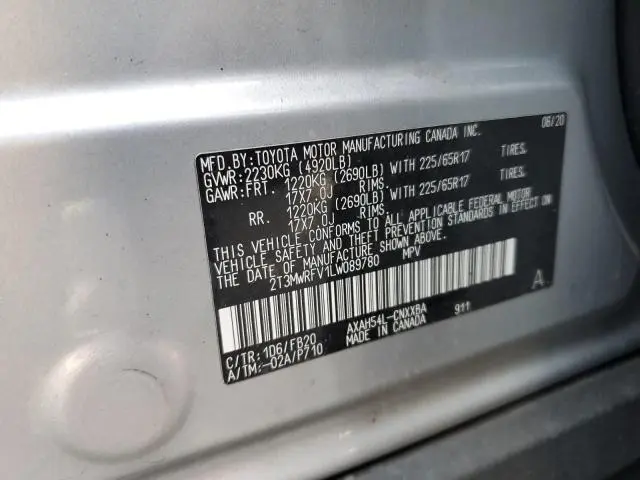 MFD.BY:TOYOTA MOTOR MANUFACTURING CANADA INC. 06/20
GVWR:2230KG (4920LB)
GAWR:FRT. 1220KG (2690LB) WITH 225/65R17 TIRES.
17X7.0J RIMS.
RR. 1220KG (2690LB) WITH 225/65R17 TIRES.
17X7.0J RIMS.
THIS VEHICLE CONFORMS TO ALL APPLICABLE FEDERAL MOTOR
VEHICLE SAFETY AND THEFT PREVENTION STANDARDS IN EFFECT ON
THE DATE OF MANUFACTURE SHOWN ABOVE.
2T3MWRFV1LW089780 MPV
A
C/TR:1D6/FB20 AXAH54L-CNXXBA 911
A/TM:-02A/P710 MADE IN CANADA